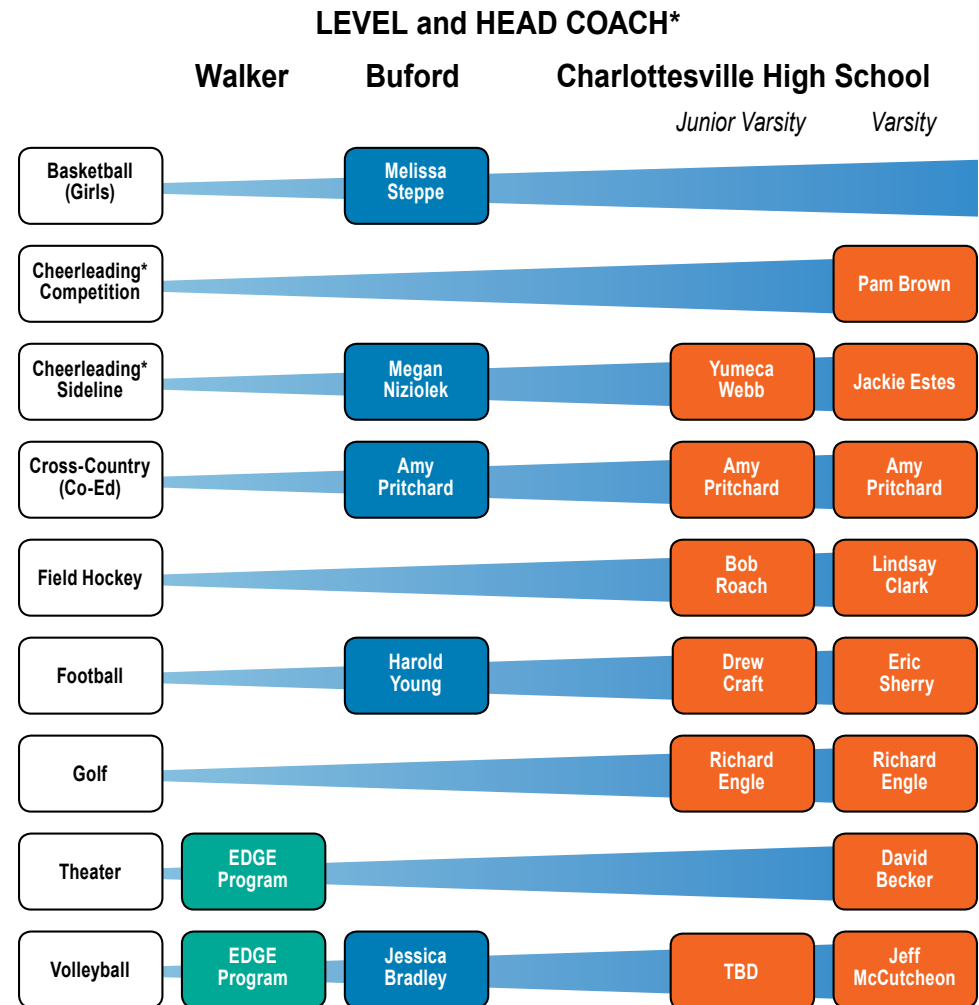 LEVEL and HEAD COACH*
Walker Buford Charlottesville High School
Junior Varsity Varsity
Basketball
(Girls)
Melissa
Steppe
Cheerleading*
Competition
Pam Brown
Cheerleading*
Sideline
Megan
Niziolek
Yumeca
Webb
Jackie Estes
Cross-Country
(Co-Ed)
Amy
Pritchard
Amy
Pritchard
Amy
Pritchard
Field Hockey
Bob
Roach
Lindsay
Clark
Football
Harold
Young
Drew
Craft
Eric
Sherry
Golf
Richard
Engle
Richard
Engle
Theater
EDGE
Program
David
Becker
Volleyball
EDGE
Program
Jessica
Bradley
TBD
Jeff
McCutcheon